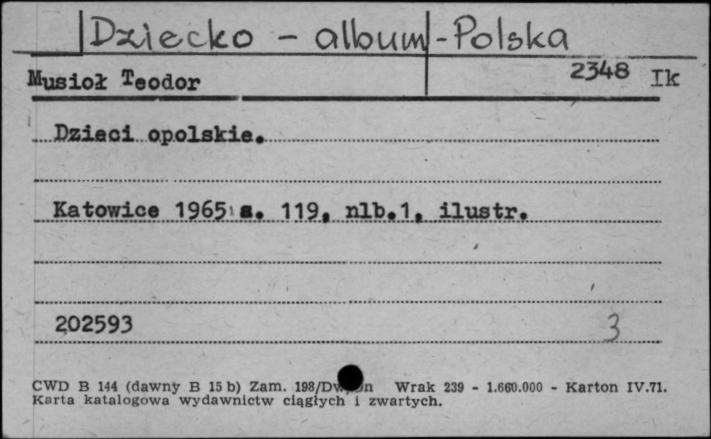 Dziecko - album - Polska
Musioł Teodor 2348 Ik
Dzieci opolskie.
Katowice 1965 s. 119, nlb.1, ilustr.
202593 3
CWD B 144 (dawny B 15 b) Zam. 198/ Wrak 239 - 1.660.000 - Karton IV.71.
Karta katalogowa wydawnictw ciągłych i zwartych.